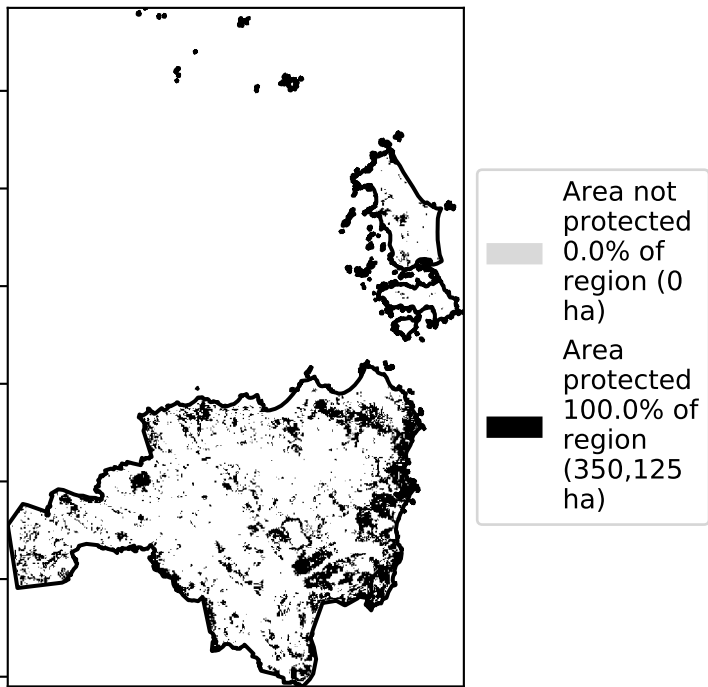 Area not
protected
0.0% of
region (0
ha)
Area
protected
100.0% of
region
(350,125
ha)